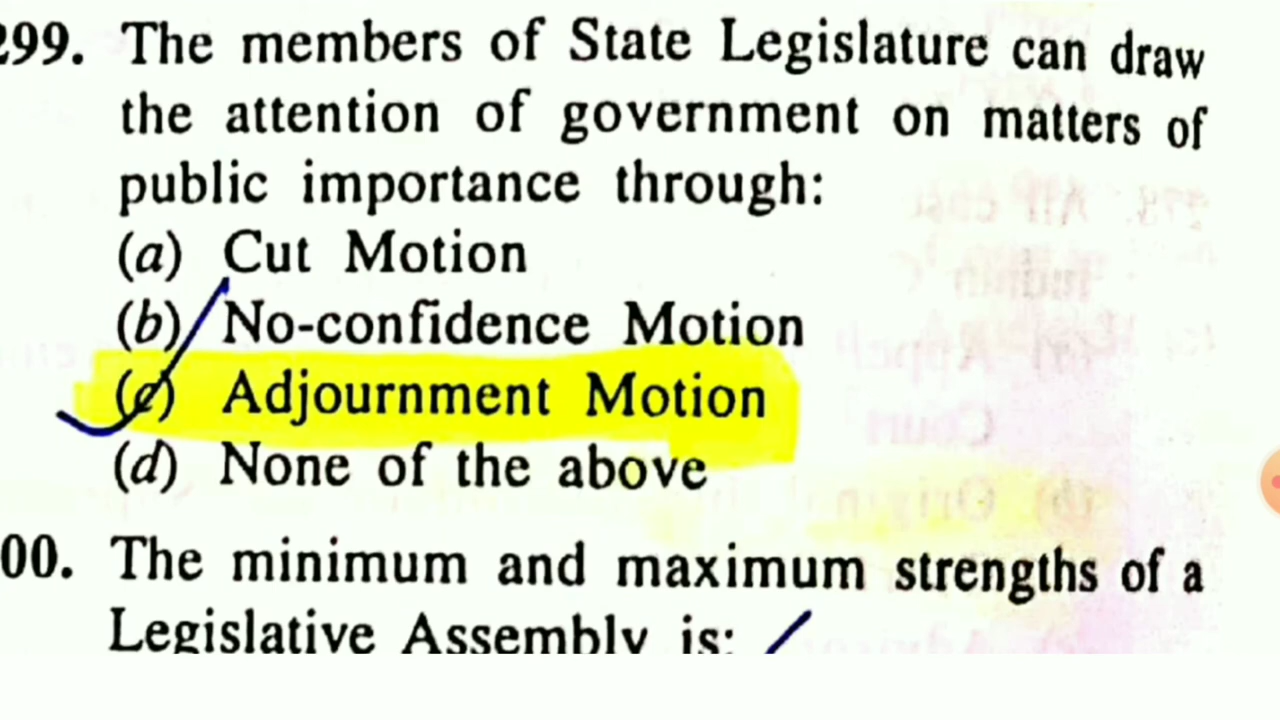 299. The members of State Legislature can draw
the attention of government on matters of
public importance through:
(a) Cut Motion
(b) No-confidence Motion
(c) Adjournment Motion
(d) None of the above
00. The minimum and maximum strengths of a
Legislative Assembly is: